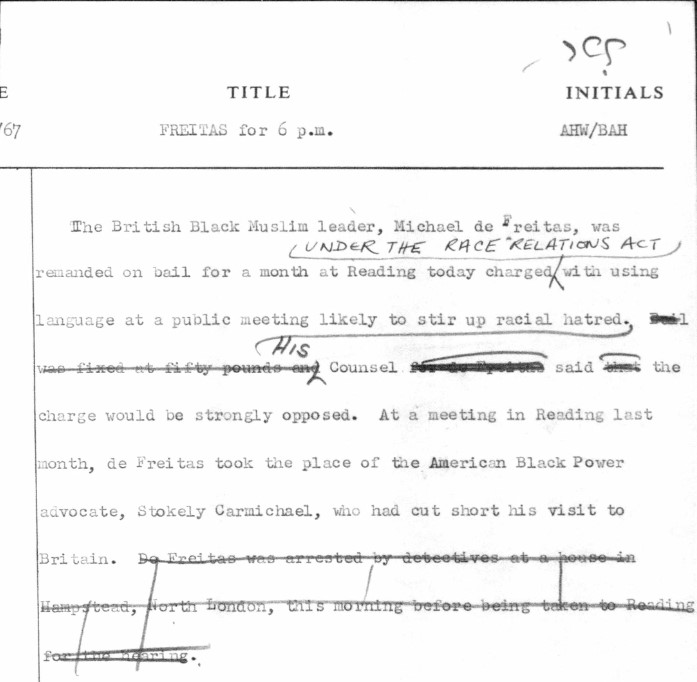 TITLE
INITIALS
/67
FREITAS for 6 p.m.
AHW/BAH
The British Black Muslim leader, Michael de Freitas, was
UNDER THE RACE RELATIONS ACT
remanded on bail for a month at Reading today charged with using
language at a public meeting likely to stir up racial hatred. Bail
HIS
was fixed at fifty pounds and Counsel for de Freitas said that the
charge would be strongly opposed. At a meeting in Reading last
month, de Freitas took the place of the American Black Power
advocate, Stokely Carmichael, who had cut short his visit to
Britain. De Freitas was arrested by detectives at a house in
Hampstead, North London, this morning before being taken to Reading
for the hearing.